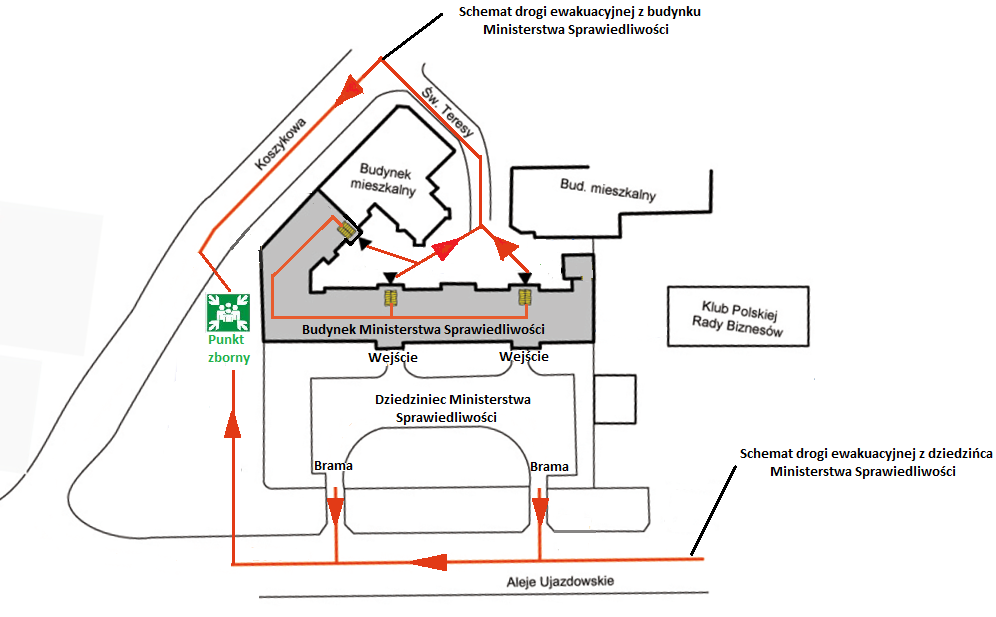 Schemat drogi ewakuacyjnej z budynku
Ministerstwa Sprawiedliwości
Św. Teresy
Koszykowa
Budynek
mieszkalny
Bud. mieszkalny
Klub Polskiej
Rady Biznesów
Budynek Ministerstwa Sprawiedliwości
Punkt
zborny
Wejście
Wejście
Dziedziniec Ministerstwa
Sprawiedliwości
Brama
Brama
Schemat drogi ewakuacyjnej z dziedzińca
Ministerstwa Sprawiedliwości
Aleje Ujazdowskie